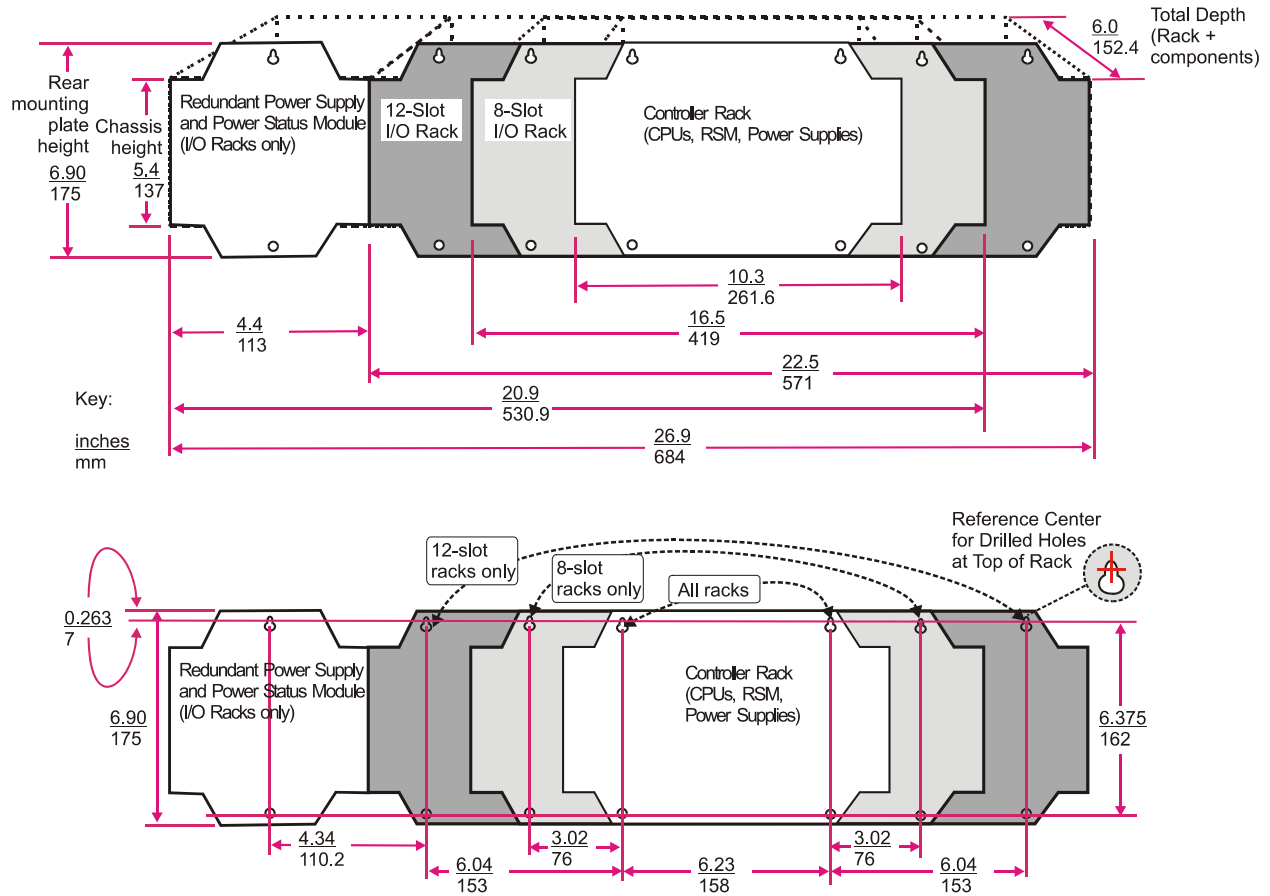 6.0
152.4
Total Depth
(Rack +
components)
Rear
mounting
plate
height
6.90
175
Chassis
height
5.4
137
Redundant Power Supply
and Power Status Module
(I/O Racks only)
12-Slot
I/O Rack
8-Slot
I/O Rack
Controller Rack
(CPUs, RSM, Power Supplies)
10.3
261.6
4.4
113
16.5
419
22.5
571
Key:
20.9
530.9
inches
mm
26.9
684
Reference Center
for Drilled Holes
at Top of Rack
12-slot
racks only
8-slot
racks only
All racks
0.263
7
Redundant Power Supply
and Power Status Module
(I/O Racks only)
Controller Rack
(CPUs, RSM,
Power Supplies)
6.90
175
6.375
162
4.34
110.2
3.02
76
3.02
76
6.04
153
6.23
158
6.04
153